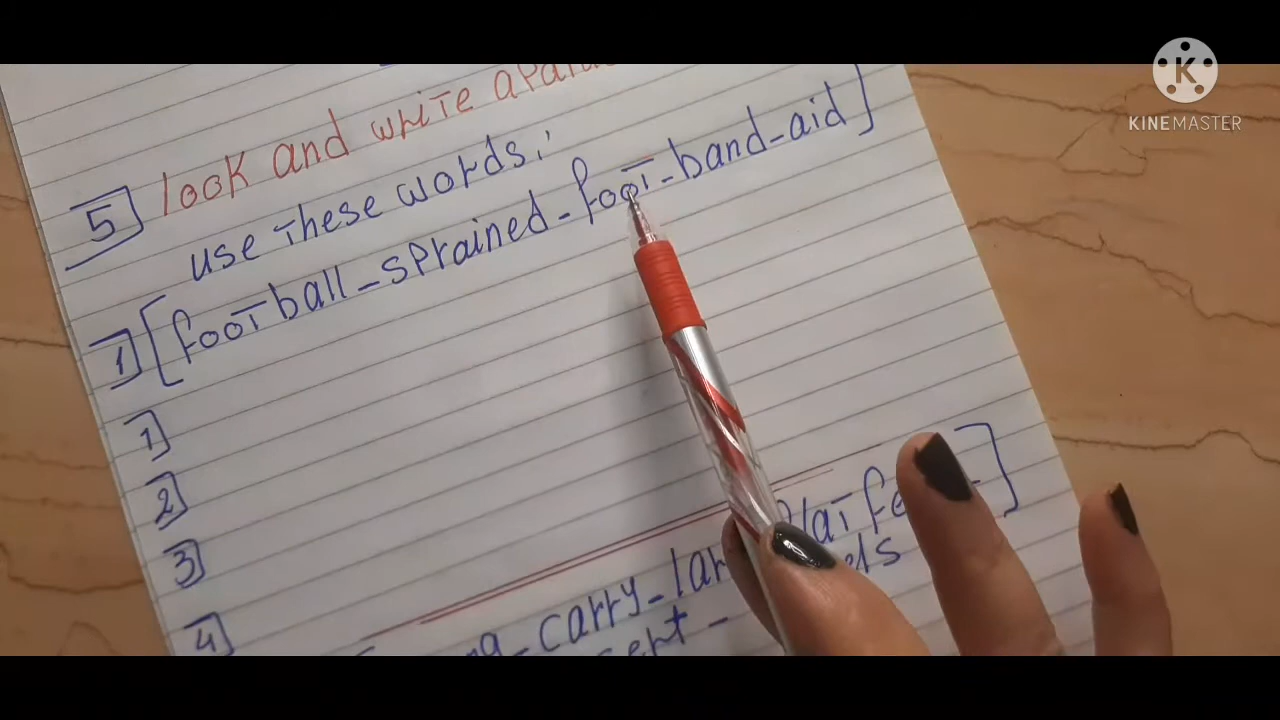 KINEMASTER
5] look and write a
use these words:
1] [football - sprained - foot - band-aid]
1]
2]
3]
4]
carry -